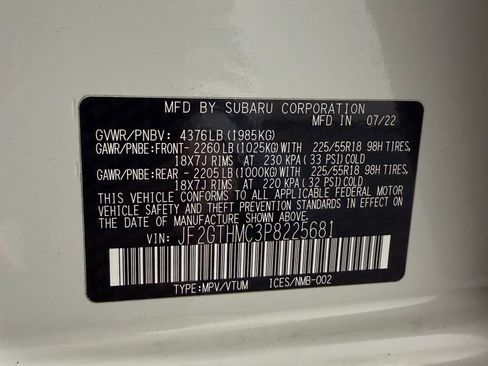 MFD BY SUBARU CORPORATION
MFD IN 07/22
GVWR/PNBV: 4376LB(1985KG)
GAWR/PNBE:FRONT- 2260LB(1025KG)WITH 225/55R18 98H TIRES,
18X7J RIMS AT 230 KPA(33 PSI)COLD
GAWR/PNBE:REAR - 2205LB(1000KG)WITH 225/55R18 98H TIRES,
18X7J RIMS AT 220 KPA(32 PSI)COLD
THIS VEHICLE CONFORMS TO ALL APPLICABLE FEDERAL MOTOR
VEHICLE SAFETY AND THEFT PREVENTION STANDARDS IN EFFECT ON
THE DATE OF MANUFACTURE SHOWN ABOVE.
VIN: JF2GTHMC3P8225681
TYPE:MPV/VTUM ICES/NMB-002